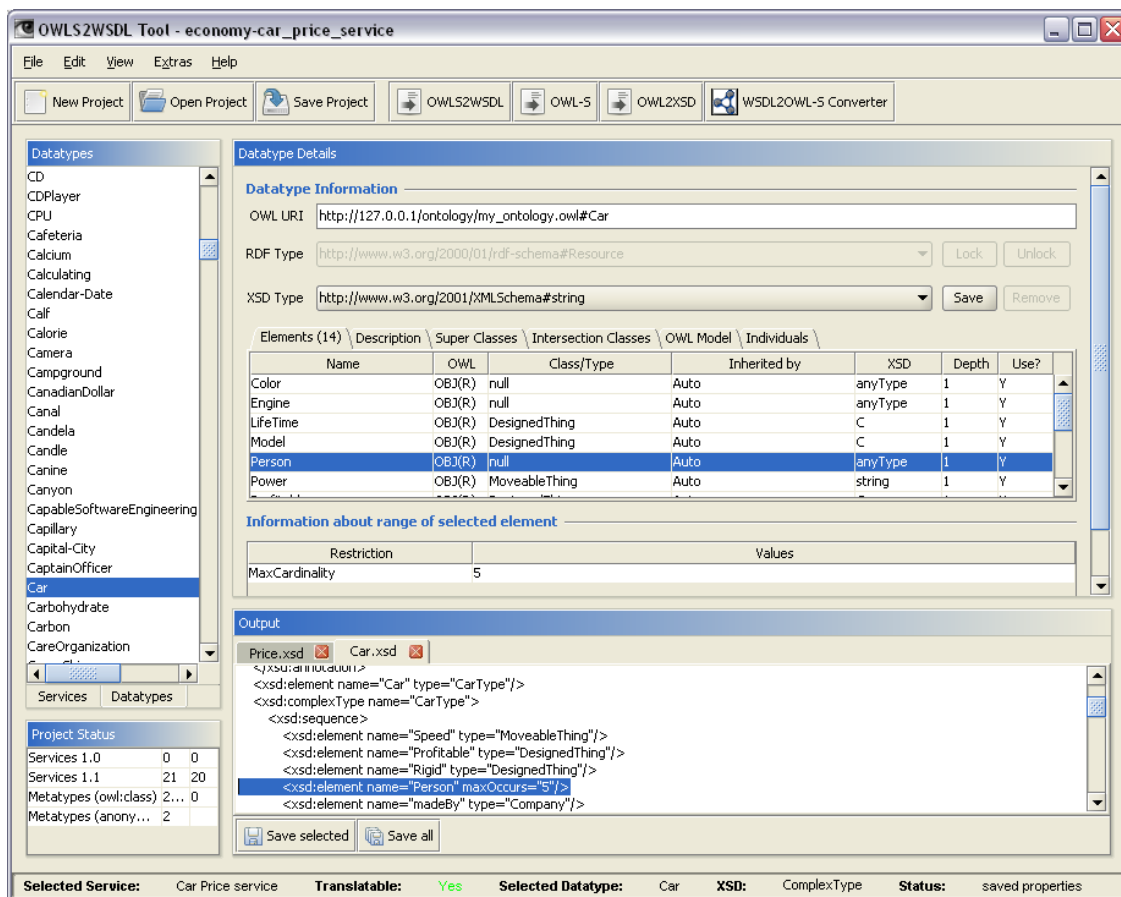 OWLS2WSDL Tool - economy-car_price_service
File Edit View Extras Help
New Project Open Project Save Project OWLS2WSDL OWL-S OWL2XSD WSDL2OWL-S Converter
Datatypes
CD
CDPlayer
CPU
Cafeteria
Calcium
Calculating
Calendar-Date
Calf
Calorie
Camera
Campground
CanadianDollar
Canal
Candela
Candle
Canine
Canyon
CapableSoftwareEngineering
Capillary
Capital-City
CaptainOfficer
Car
Carbohydrate
Carbon
CareOrganization
Services Datatypes
Project Status
Services 1.0 0 0
Services 1.1 21 20
Metatypes (owl:class) 2... 0
Metatypes (anony... 2
Datatype Details
Datatype Information
OWL URI http://127.0.0.1/ontology/my_ontology.owl#Car
RDF Type http://www.w3.org/2000/01/rdf-schema#Resource Lock Unlock
XSD Type http://www.w3.org/2001/XMLSchema#string Save Remove
Elements (14) Description Super Classes Intersection Classes OWL Model Individuals
Name OWL Class/Type Inherited by XSD Depth Use?
Color OBJ(R) null Auto anyType 1 Y
Engine OBJ(R) null Auto anyType 1 Y
LifeTime OBJ(R) DesignedThing Auto C 1 Y
Model OBJ(R) DesignedThing Auto C 1 Y
Person OBJ(R) null Auto anyType 1 Y
Power OBJ(R) MoveableThing Auto string 1 Y
Information about range of selected element
Restriction Values
MaxCardinality 5
Output
Price.xsd Car.xsd
</xsd:annotation>
<xsd:element name="Car" type="CarType"/>
<xsd:complexType name="CarType">
<xsd:sequence>
<xsd:element name="Speed" type="MoveableThing"/>
<xsd:element name="Profitable" type="DesignedThing"/>
<xsd:element name="Rigid" type="DesignedThing"/>
<xsd:element name="Person" maxOccurs="5"/>
<xsd:element name="madeBy" type="Company"/>
Save selected Save all
Selected Service: Car Price service Translatable: Yes Selected Datatype: Car XSD: ComplexType Status: saved properties